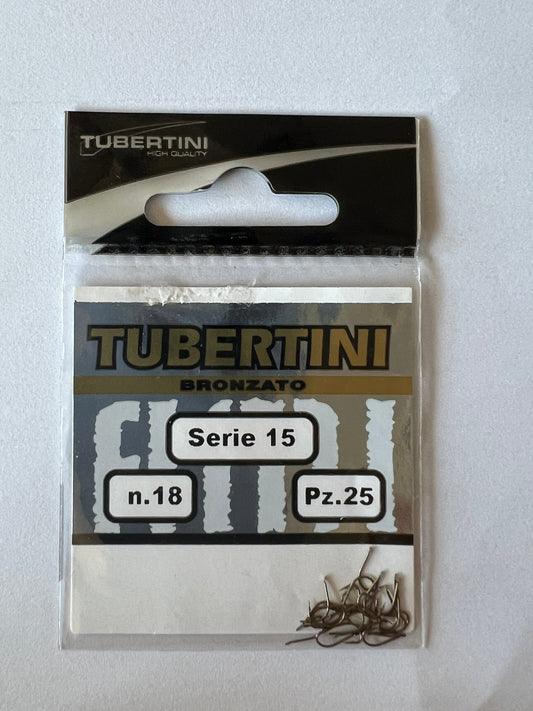 TUBERTINI
HIGH QUALITY
TUBERTINI
BRONZATO
Serie 15
n.18
Pz.25